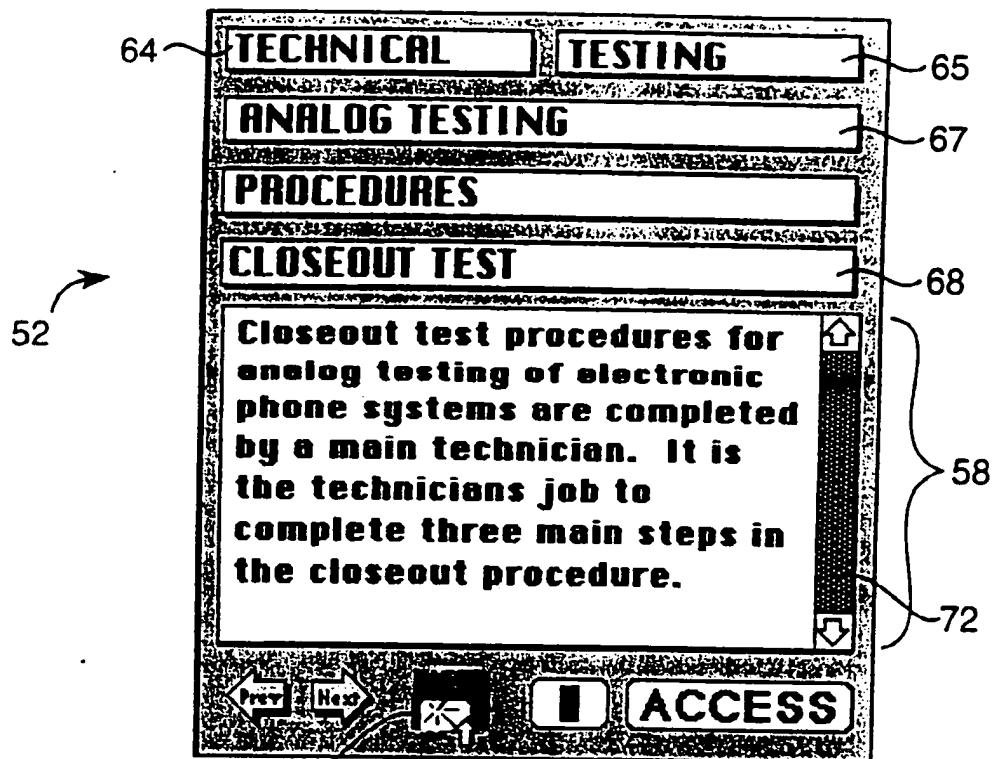 64 TECHNICAL TESTING 65
ANALOG TESTING 67
PROCEDURES
CLOSEOUT TEST 68
52
Closeout test procedures for
analog testing of electronic
phone systems are completed
by a main technician. It is
the technicians job to
complete three main steps in
the closeout procedure.
58
72
Prev Next ACCESS